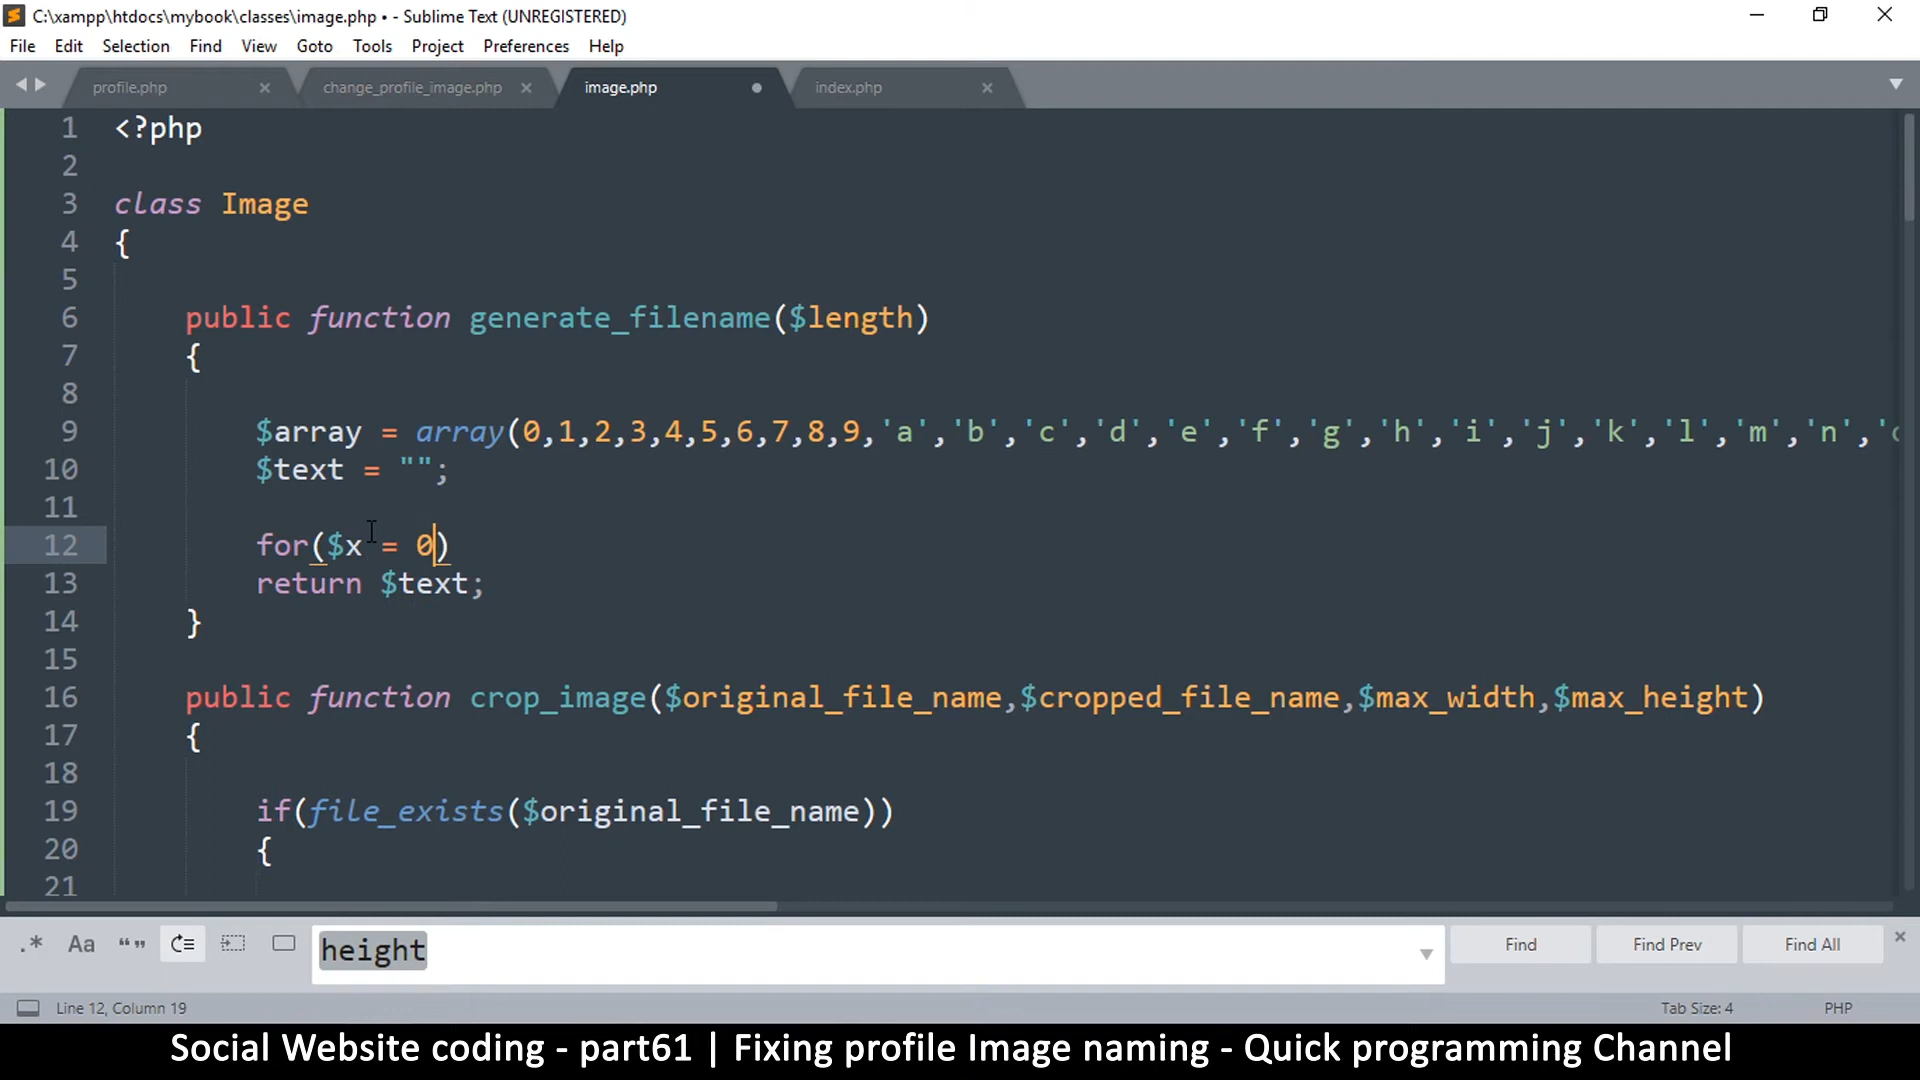 C:\xampp\htdocs\mybook\classes\image.php • - Sublime Text (UNREGISTERED)
File Edit Selection Find View Goto Tools Project Preferences Help
profile.php change_profile_image.php image.php index.php
1 <?php
2
3 class Image
4 {
5
6 public function generate_filename($length)
7 {
8
9 $array = array(0,1,2,3,4,5,6,7,8,9,'a','b','c','d','e','f','g','h','i','j','k','l','m','n','
10 $text = "";
11
12 for($x = 0)
13 return $text;
14 }
15
16 public function crop_image($original_file_name,$cropped_file_name,$max_width,$max_height)
17 {
18
19 if(file_exists($original_file_name))
20 {
21
.* Aa “” height Find Find Prev Find All
Line 12, Column 19 Tab Size: 4 PHP
Social Website coding - part61 | Fixing profile Image naming - Quick programming Channel